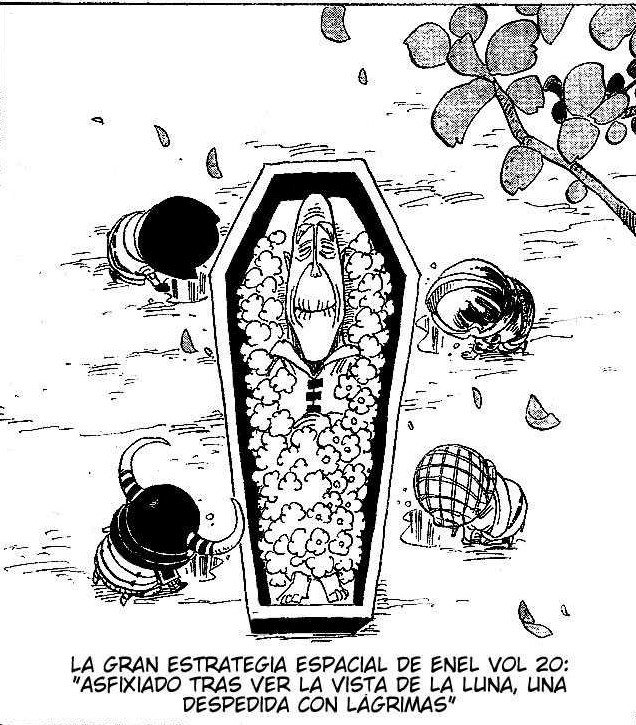 LA GRAN ESTRATEGIA ESPACIAL DE ENEL VOL 20:
"ASFIXIADO TRAS VER LA VISTA DE LA LUNA, UNA
DESPEDIDA CON LÁGRIMAS"